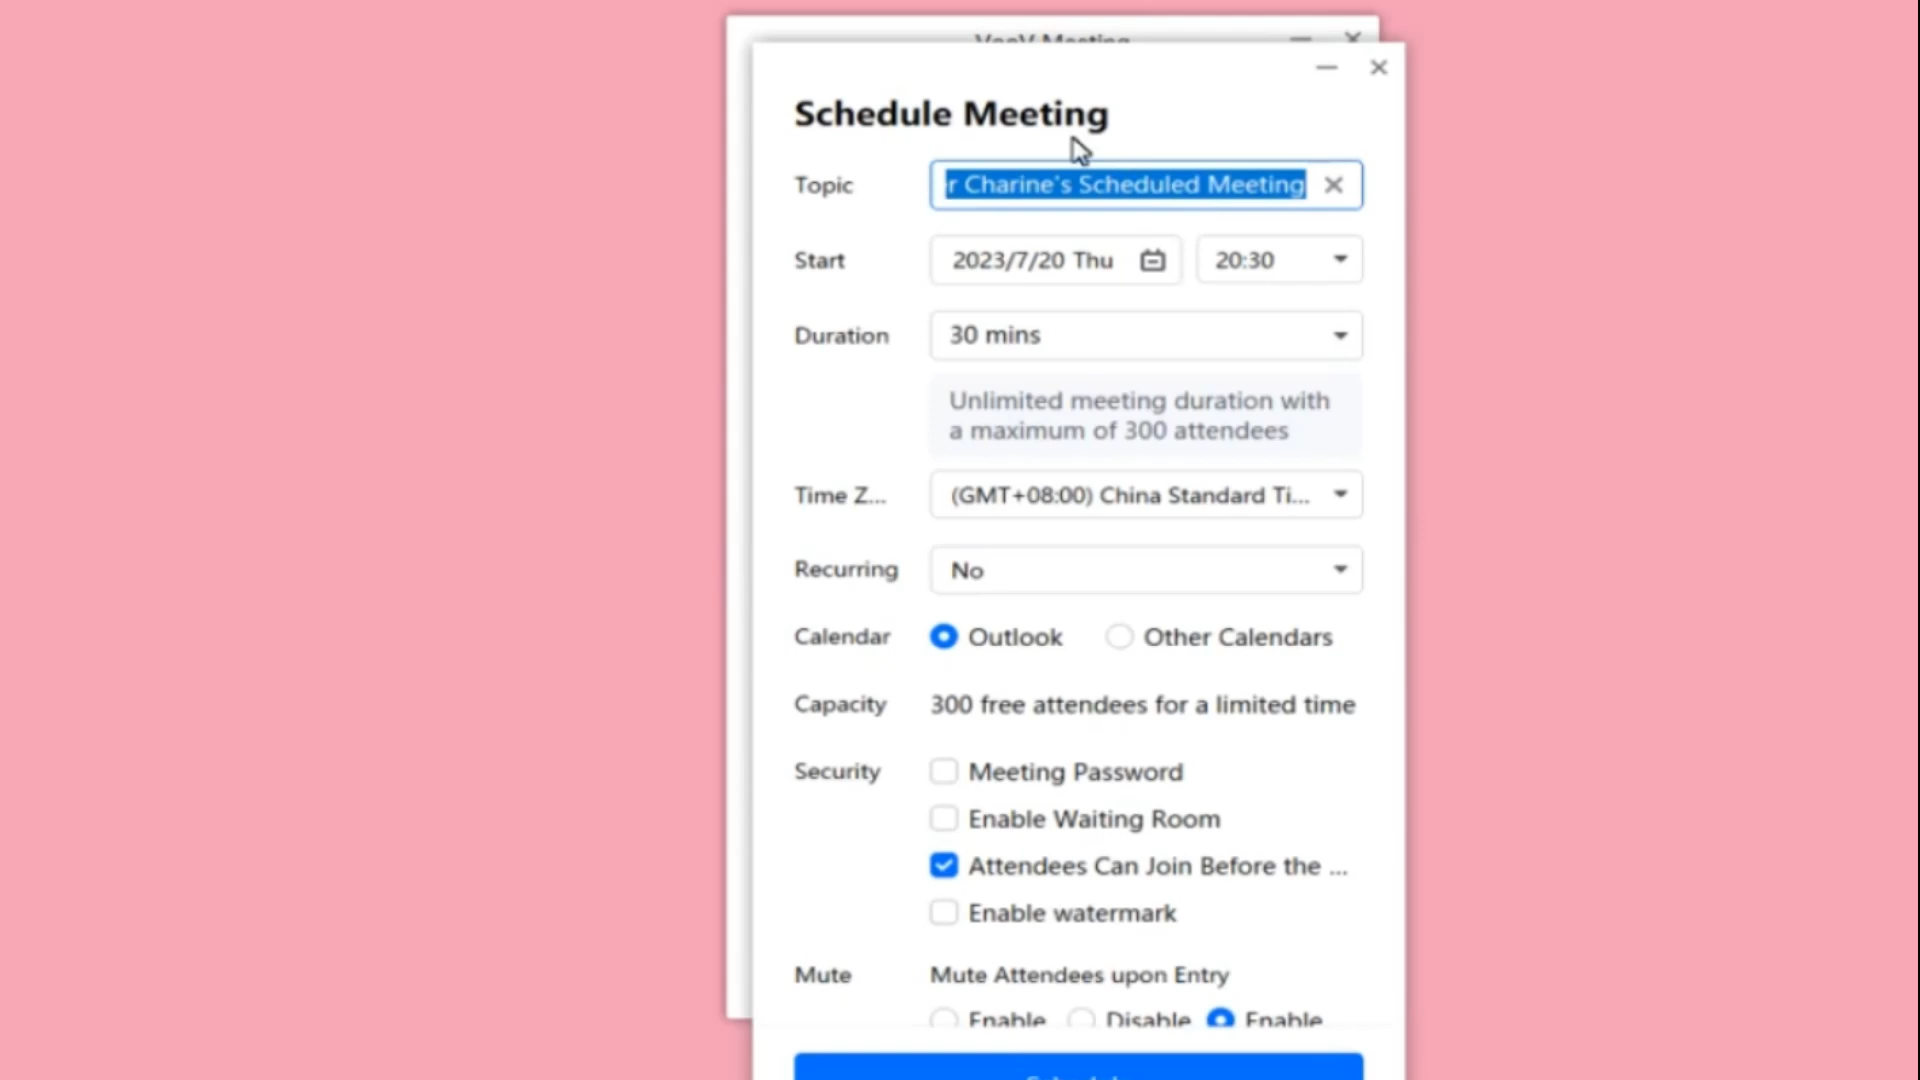 VooV Meeting
Schedule Meeting
Topic r Charine's Scheduled Meeting
Start 2023/7/20 Thu 20:30
Duration 30 mins
Unlimited meeting duration with
a maximum of 300 attendees
Time Z... (GMT+08:00) China Standard Ti...
Recurring No
Calendar Outlook Other Calendars
Capacity 300 free attendees for a limited time
Security Meeting Password
Enable Waiting Room
Attendees Can Join Before the ...
Enable watermark
Mute Mute Attendees upon Entry
Enable Disable Enable